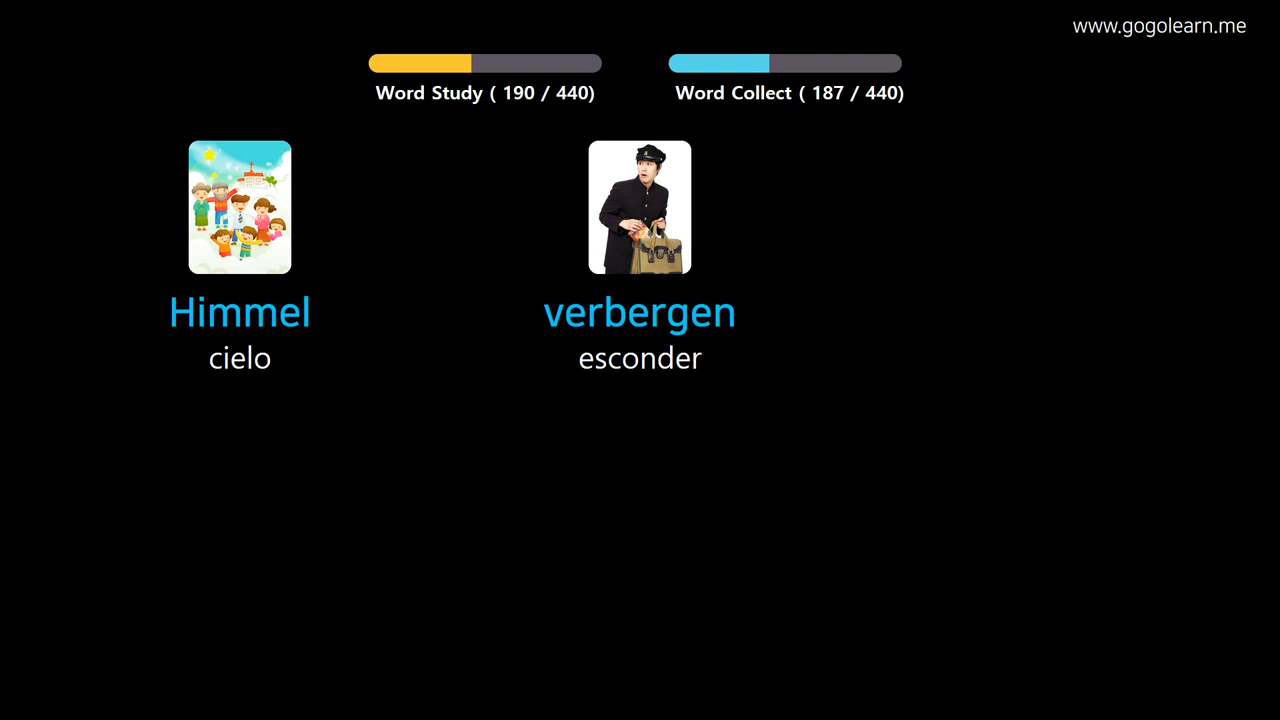 www.gogolearn.me
Word Study ( 190 / 440)
Word Collect ( 187 / 440)
Himmel
cielo
verbergen
esconder